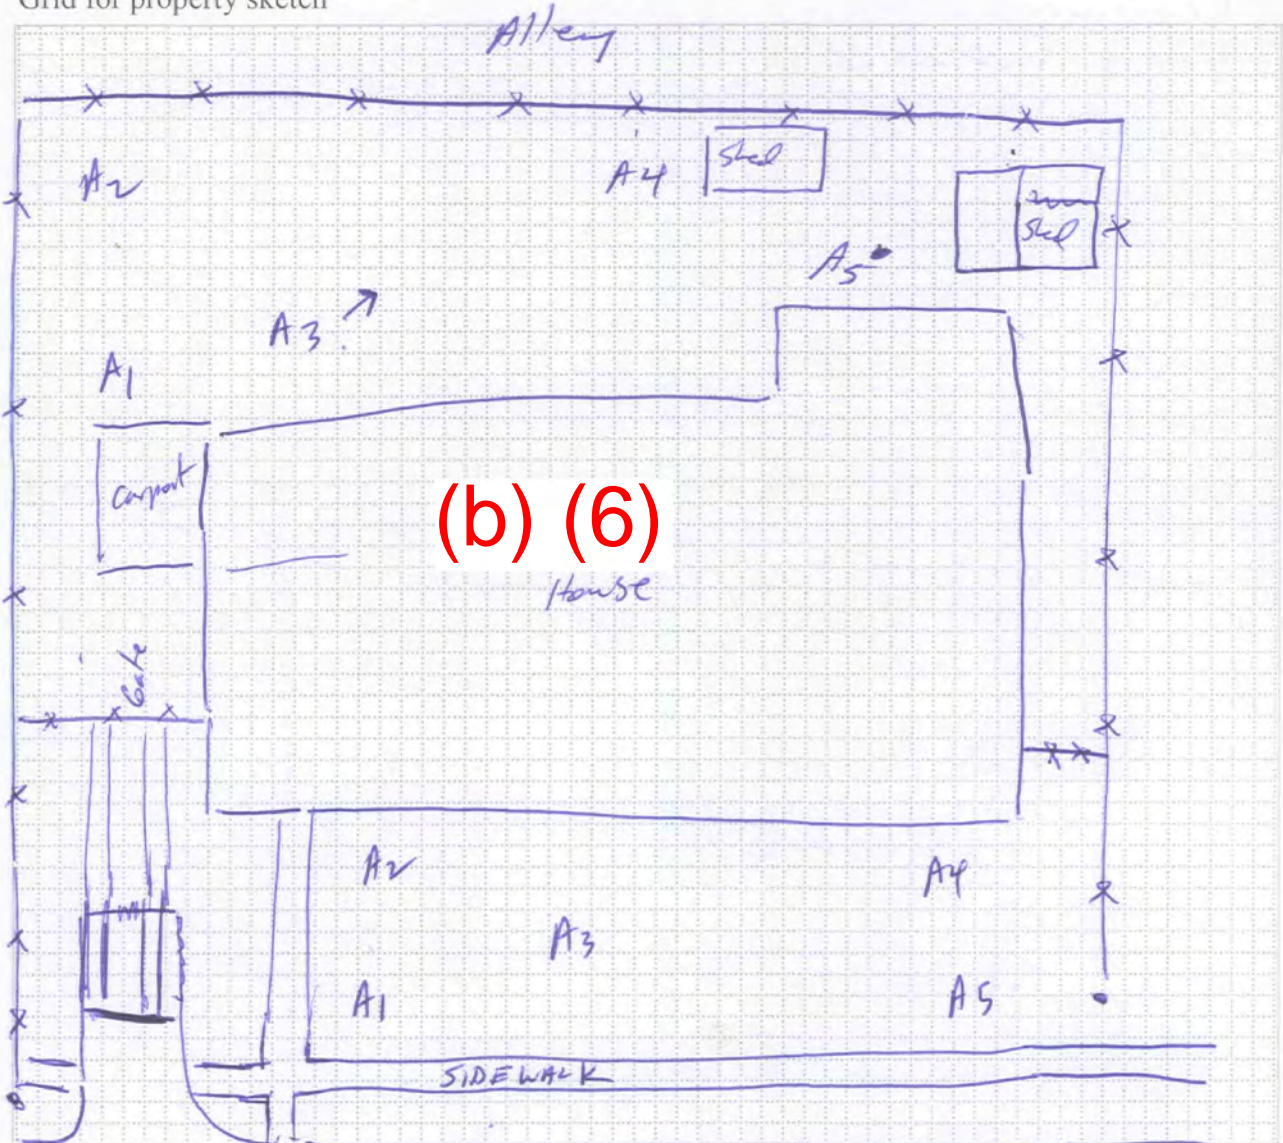 Grid for property sketch
Alley
A2
A4
Shed
Shed
A5
A3
A1
Carport
(b) (6)
House
Gate
A2
A4
A3
A1
A5
SIDEWALK